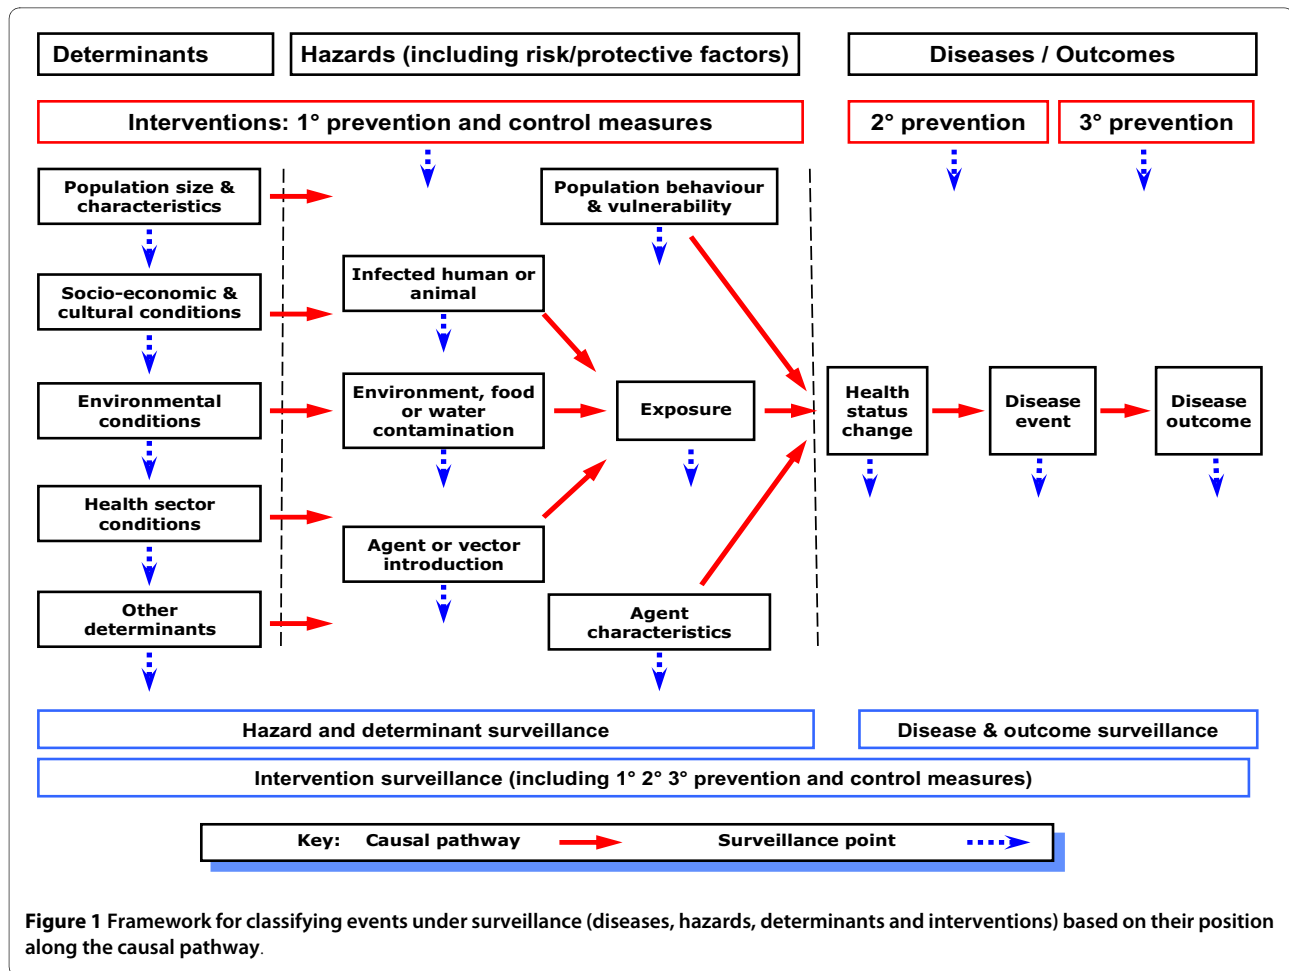 Determinants
Hazards (including risk/protective factors)
Diseases / Outcomes
Interventions: 1° prevention and control measures
2° prevention
3° prevention
Population size &
characteristics
Socio-economic &
cultural conditions
Environmental
conditions
Health sector
conditions
Other
determinants
Infected human or
animal
Environment, food
or water
contamination
Agent or vector
introduction
Population behaviour
& vulnerability
Exposure
Agent
characteristics
Health
status
change
Disease
event
Disease
outcome
Hazard and determinant surveillance
Disease & outcome surveillance
Intervention surveillance (including 1° 2° 3° prevention and control measures)
Key: Causal pathway Surveillance point
Figure 1 Framework for classifying events under surveillance (diseases, hazards, determinants and interventions) based on their position
along the causal pathway.